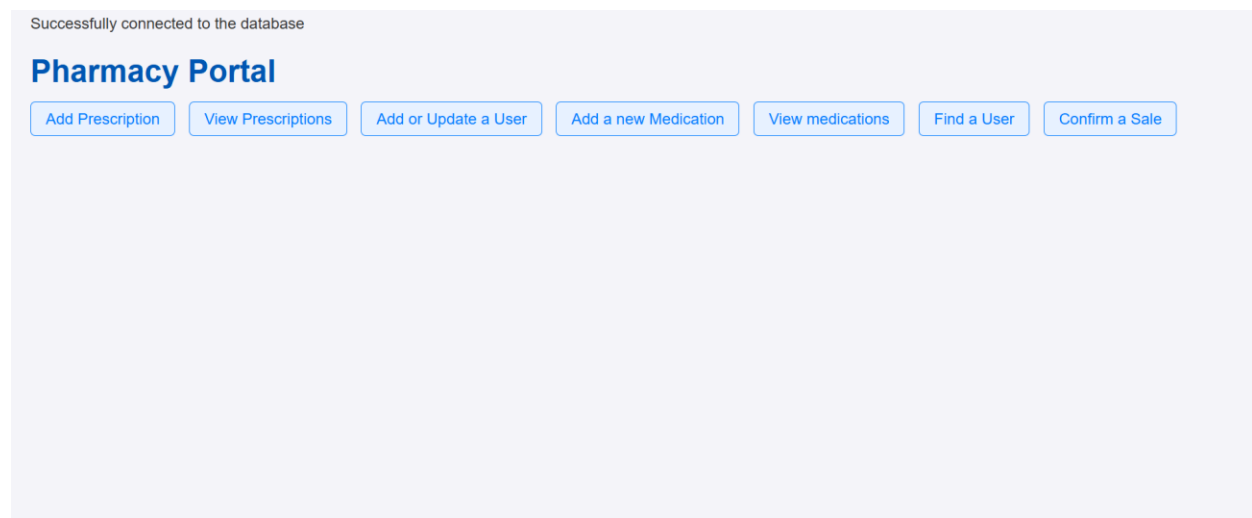 Successfully connected to the database
Pharmacy Portal
Add Prescription View Prescriptions Add or Update a User Add a new Medication View medications Find a User Confirm a Sale